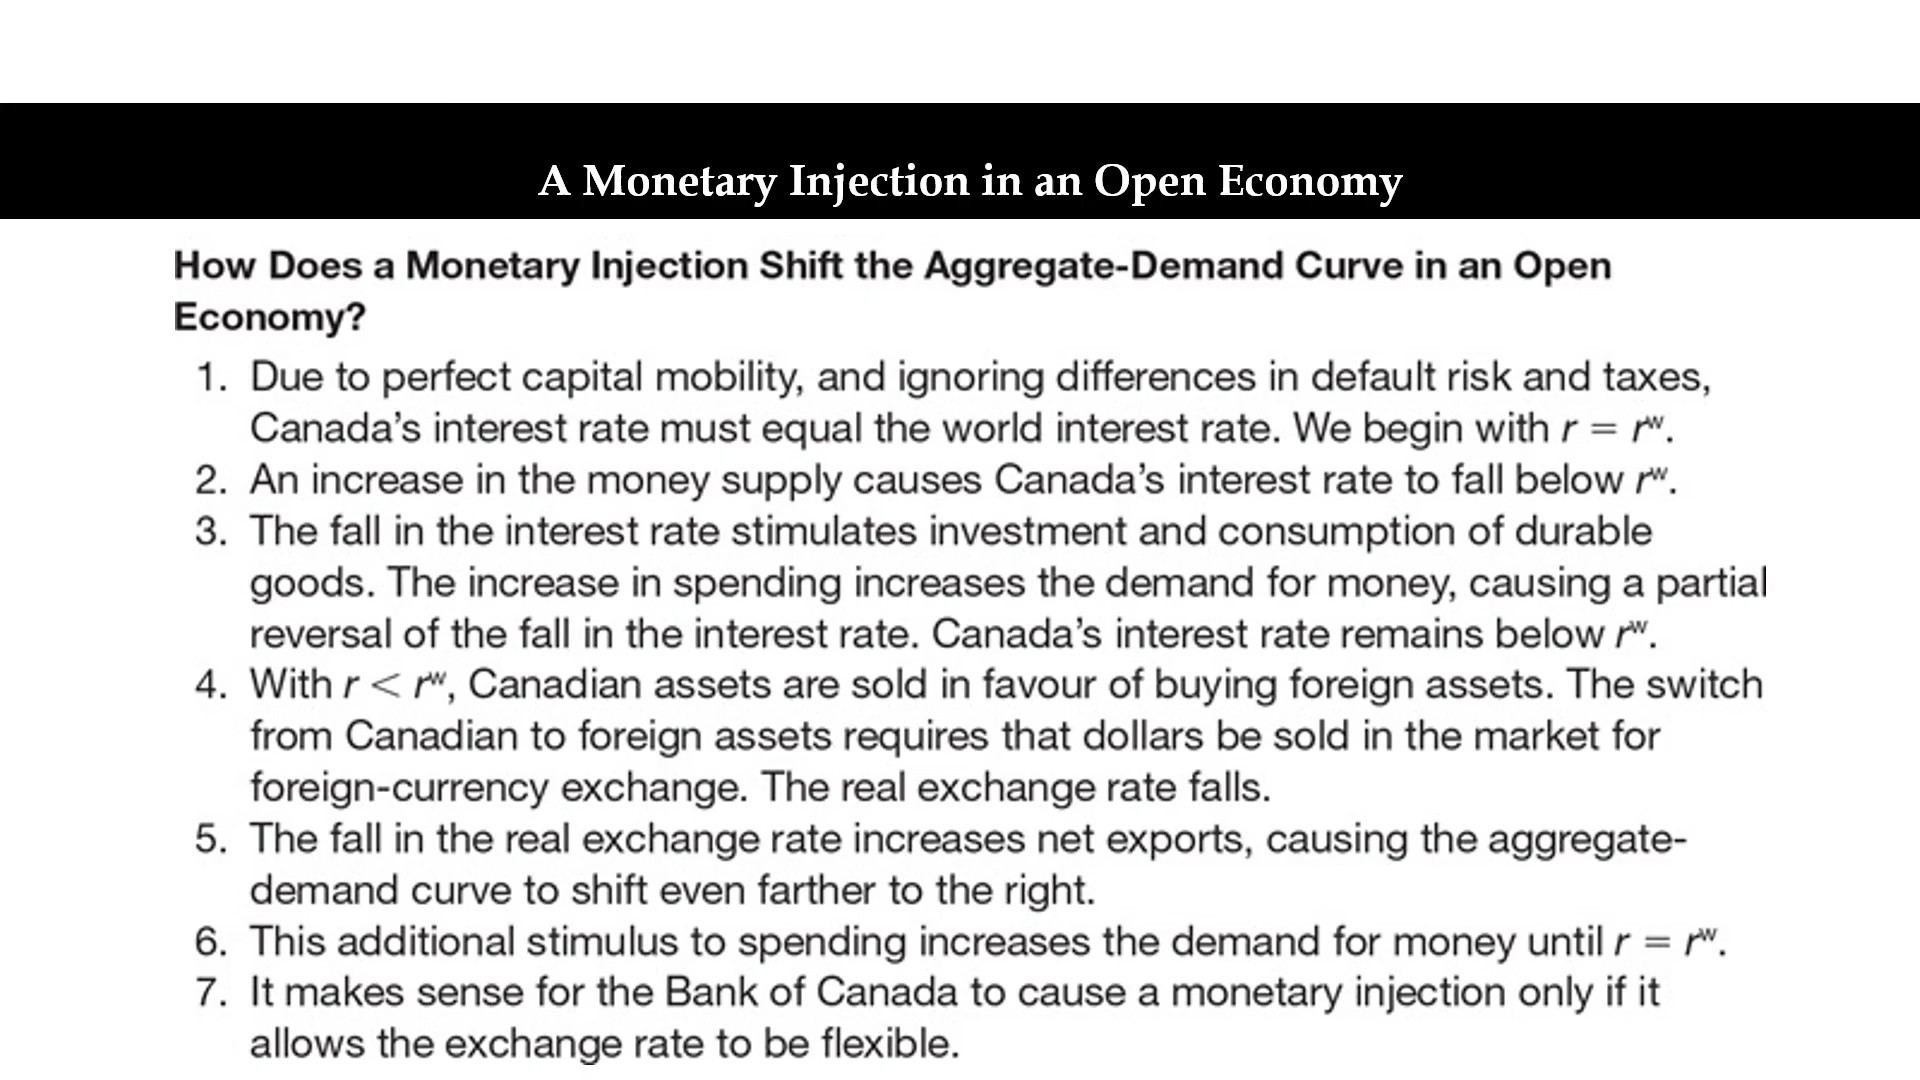 A Monetary Injection in an Open Economy
How Does a Monetary Injection Shift the Aggregate-Demand Curve in an Open
Economy?
1. Due to perfect capital mobility, and ignoring differences in default risk and taxes,
Canada's interest rate must equal the world interest rate. We begin with r = rʷ.
2. An increase in the money supply causes Canada's interest rate to fall below rʷ.
3. The fall in the interest rate stimulates investment and consumption of durable
goods. The increase in spending increases the demand for money, causing a partial
reversal of the fall in the interest rate. Canada's interest rate remains below rʷ.
4. With r < rʷ, Canadian assets are sold in favour of buying foreign assets. The switch
from Canadian to foreign assets requires that dollars be sold in the market for
foreign-currency exchange. The real exchange rate falls.
5. The fall in the real exchange rate increases net exports, causing the aggregate-
demand curve to shift even farther to the right.
6. This additional stimulus to spending increases the demand for money until r = rʷ.
7. It makes sense for the Bank of Canada to cause a monetary injection only if it
allows the exchange rate to be flexible.